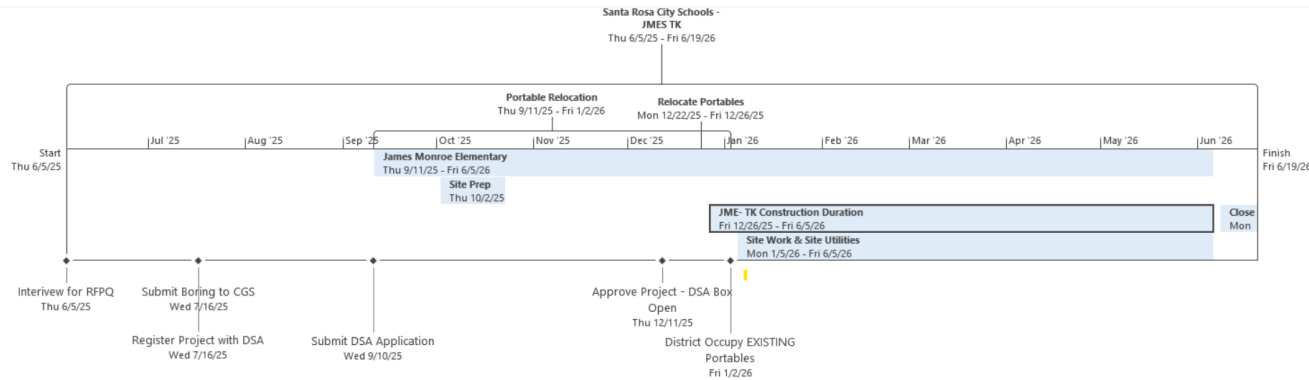 Santa Rosa City Schools -
JMES TK
Thu 6/5/25 - Fri 6/19/26
Portable Relocation
Thu 9/11/25 - Fri 1/2/26
Relocate Portables
Mon 12/22/25 - Fri 12/26/25
Jul '25
Aug '25
Sep '25
Oct '25
Nov '25
Dec '25
Jan '26
Feb '26
Mar '26
Apr '26
May '26
Jun '26
Start
Thu 6/5/25
Finish
Fri 6/19/26
James Monroe Elementary
Thu 9/11/25 - Fri 6/5/26
Site Prep
Thu 10/2/25
JME- TK Construction Duration
Fri 12/26/25 - Fri 6/5/26
Close
Mon
Site Work & Site Utilities
Mon 1/5/26 - Fri 6/5/26
Interivew for RFPQ
Thu 6/5/25
Submit Boring to CGS
Wed 7/16/25
Register Project with DSA
Wed 7/16/25
Submit DSA Application
Wed 9/10/25
Approve Project - DSA Box
Open
Thu 12/11/25
District Occupy EXISTING
Portables
Fri 1/2/26